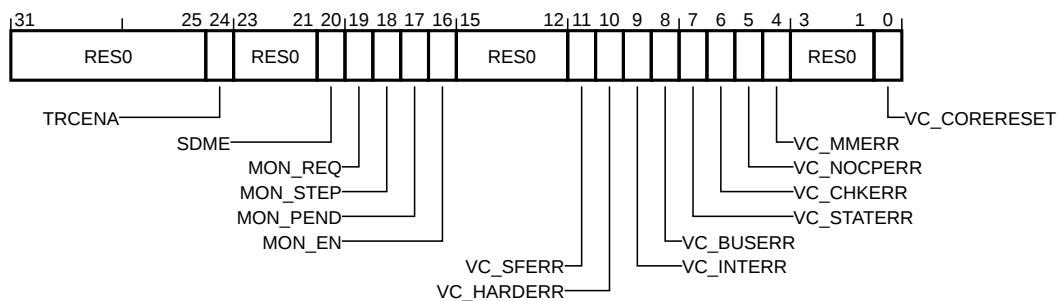 31 25 24 23 21 20 19 18 17 16 15 12 11 10 9 8 7 6 5 4 3 1 0
RES0 RES0 RES0 RES0
TRCENA VC_CORERESET
SDME VC_MMERR
MON_REQ VC_NOCPERR
MON_STEP VC_CHKERR
MON_PEND VC_STATERR
MON_EN VC_BUSERR
VC_SFERR VC_INTERR
VC_HARDERR